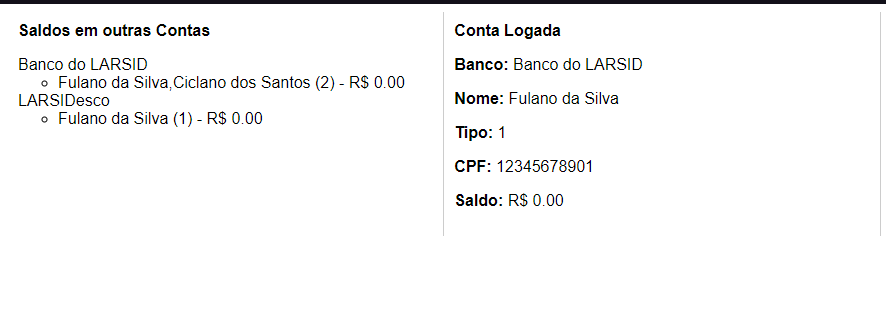 Saldos em outras Contas
Banco do LARSID
Fulano da Silva,Ciclano dos Santos (2) - R$ 0.00
LARSIDesco
Fulano da Silva (1) - R$ 0.00
Conta Logada
Banco: Banco do LARSID
Nome: Fulano da Silva
Tipo: 1
CPF: 12345678901
Saldo: R$ 0.00